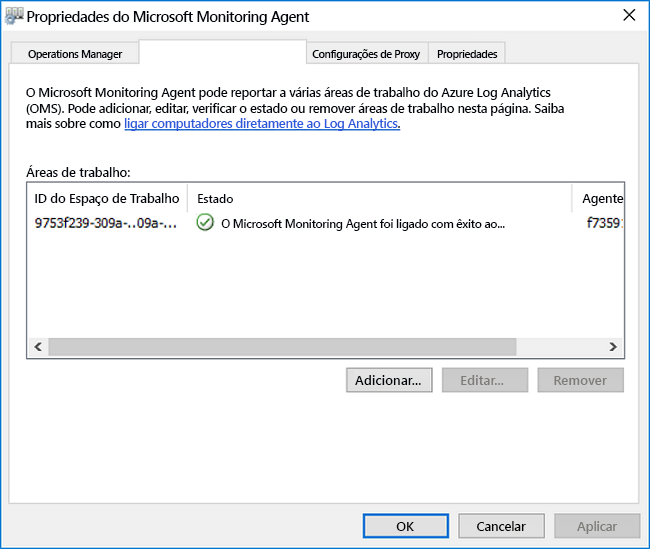 Propriedades do Microsoft Monitoring Agent
Operations Manager
Configurações de Proxy
Propriedades
O Microsoft Monitoring Agent pode reportar a várias áreas de trabalho do Azure Log Analytics
(OMS). Pode adicionar, editar, verificar o estado ou remover áreas de trabalho nesta página. Saiba
mais sobre como ligar computadores diretamente ao Log Analytics.
Áreas de trabalho:
ID do Espaço de Trabalho Estado Agente
9753f239-309a-..09a-... O Microsoft Monitoring Agent foi ligado com êxito ao... f7359
Adicionar... Editar... Remover
OK Cancelar Aplicar